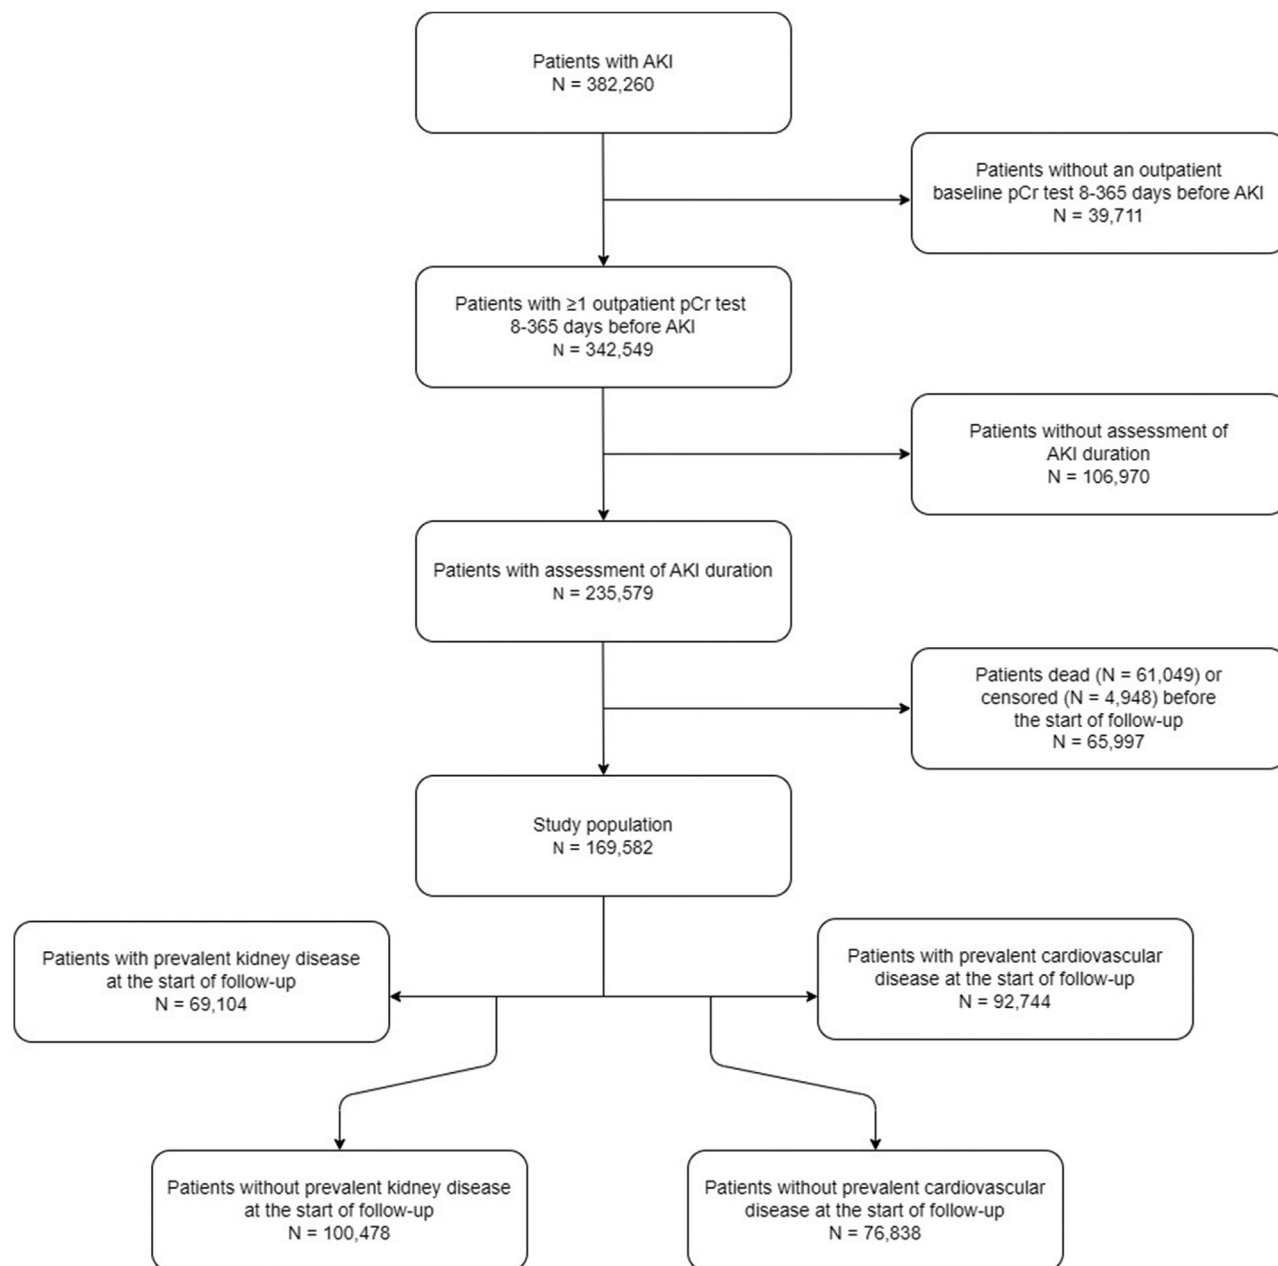 Patients with AKI
N = 382,260
Patients without an outpatient
baseline pCr test 8-365 days before AKI
N = 39,711
Patients with ≥1 outpatient pCr test
8-365 days before AKI
N = 342,549
Patients without assessment of
AKI duration
N = 106,970
Patients with assessment of AKI duration
N = 235,579
Patients dead (N = 61,049) or
censored (N = 4,948) before
the start of follow-up
N = 65,997
Study population
N = 169,582
Patients with prevalent kidney disease
at the start of follow-up
N = 69,104
Patients with prevalent cardiovascular
disease at the start of follow-up
N = 92,744
Patients without prevalent kidney disease
at the start of follow-up
N = 100,478
Patients without prevalent cardiovascular
disease at the start of follow-up
N = 76,838